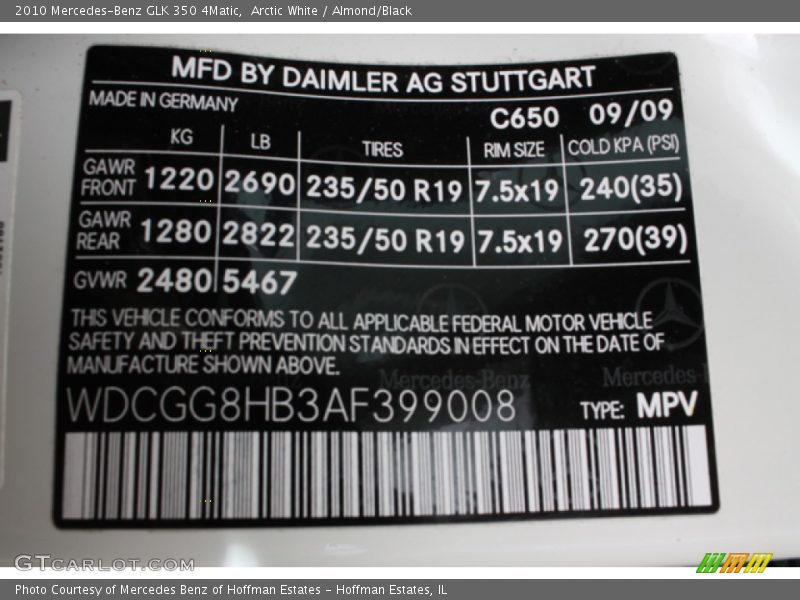 2010 Mercedes-Benz GLK 350 4Matic, Arctic White / Almond/Black
MFD BY DAIMLER AG STUTTGART
MADE IN GERMANY
C650 09/09
KG LB TIRES RIM SIZE COLD KPA (PSI)
GAWR FRONT 1220 2690 235/50 R19 7.5x19 240(35)
GAWR REAR 1280 2822 235/50 R19 7.5x19 270(39)
GVWR 2480 5467
THIS VEHICLE CONFORMS TO ALL APPLICABLE FEDERAL MOTOR VEHICLE
SAFETY AND THEFT PREVENTION STANDARDS IN EFFECT ON THE DATE OF
MANUFACTURE SHOWN ABOVE.
Mercedes-Benz Mercedes-
WDCGG8HB3AF399008 TYPE: MPV
GTCARLOT.COM
Photo Courtesy of Mercedes Benz of Hoffman Estates - Hoffman Estates, IL